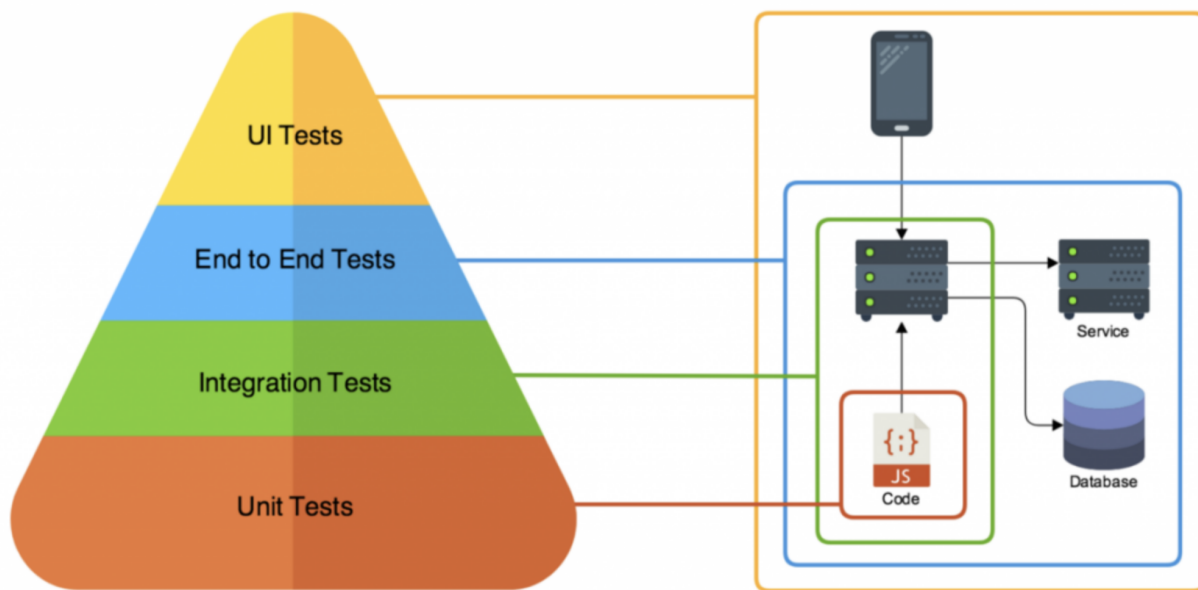 UI Tests
End to End Tests
Integration Tests
Unit Tests
Service
Database
{;}
JS
Code